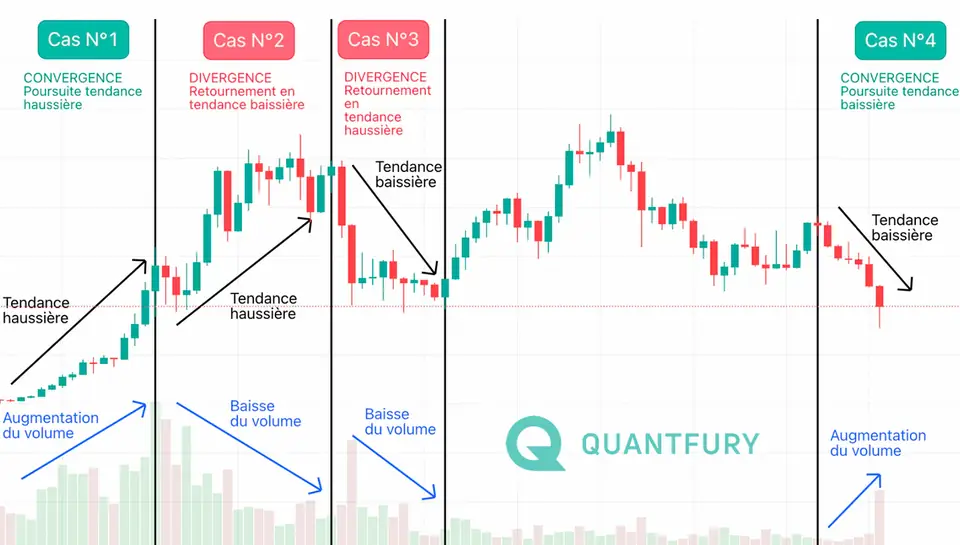 Cas N°1
CONVERGENCE
Poursuite tendance
haussière
Cas N°2
DIVERGENCE
Retournement en
tendance baissière
Cas N°3
DIVERGENCE
Retournement
en
tendance
haussière
Cas N°4
CONVERGENCE
Poursuite tendance
baissière
Tendance
haussière
Tendance
haussière
Tendance
baissière
Tendance
baissière
Augmentation
du volume
Baisse
du volume
Baisse
du volume
QUANTFURY
Augmentation
du volume